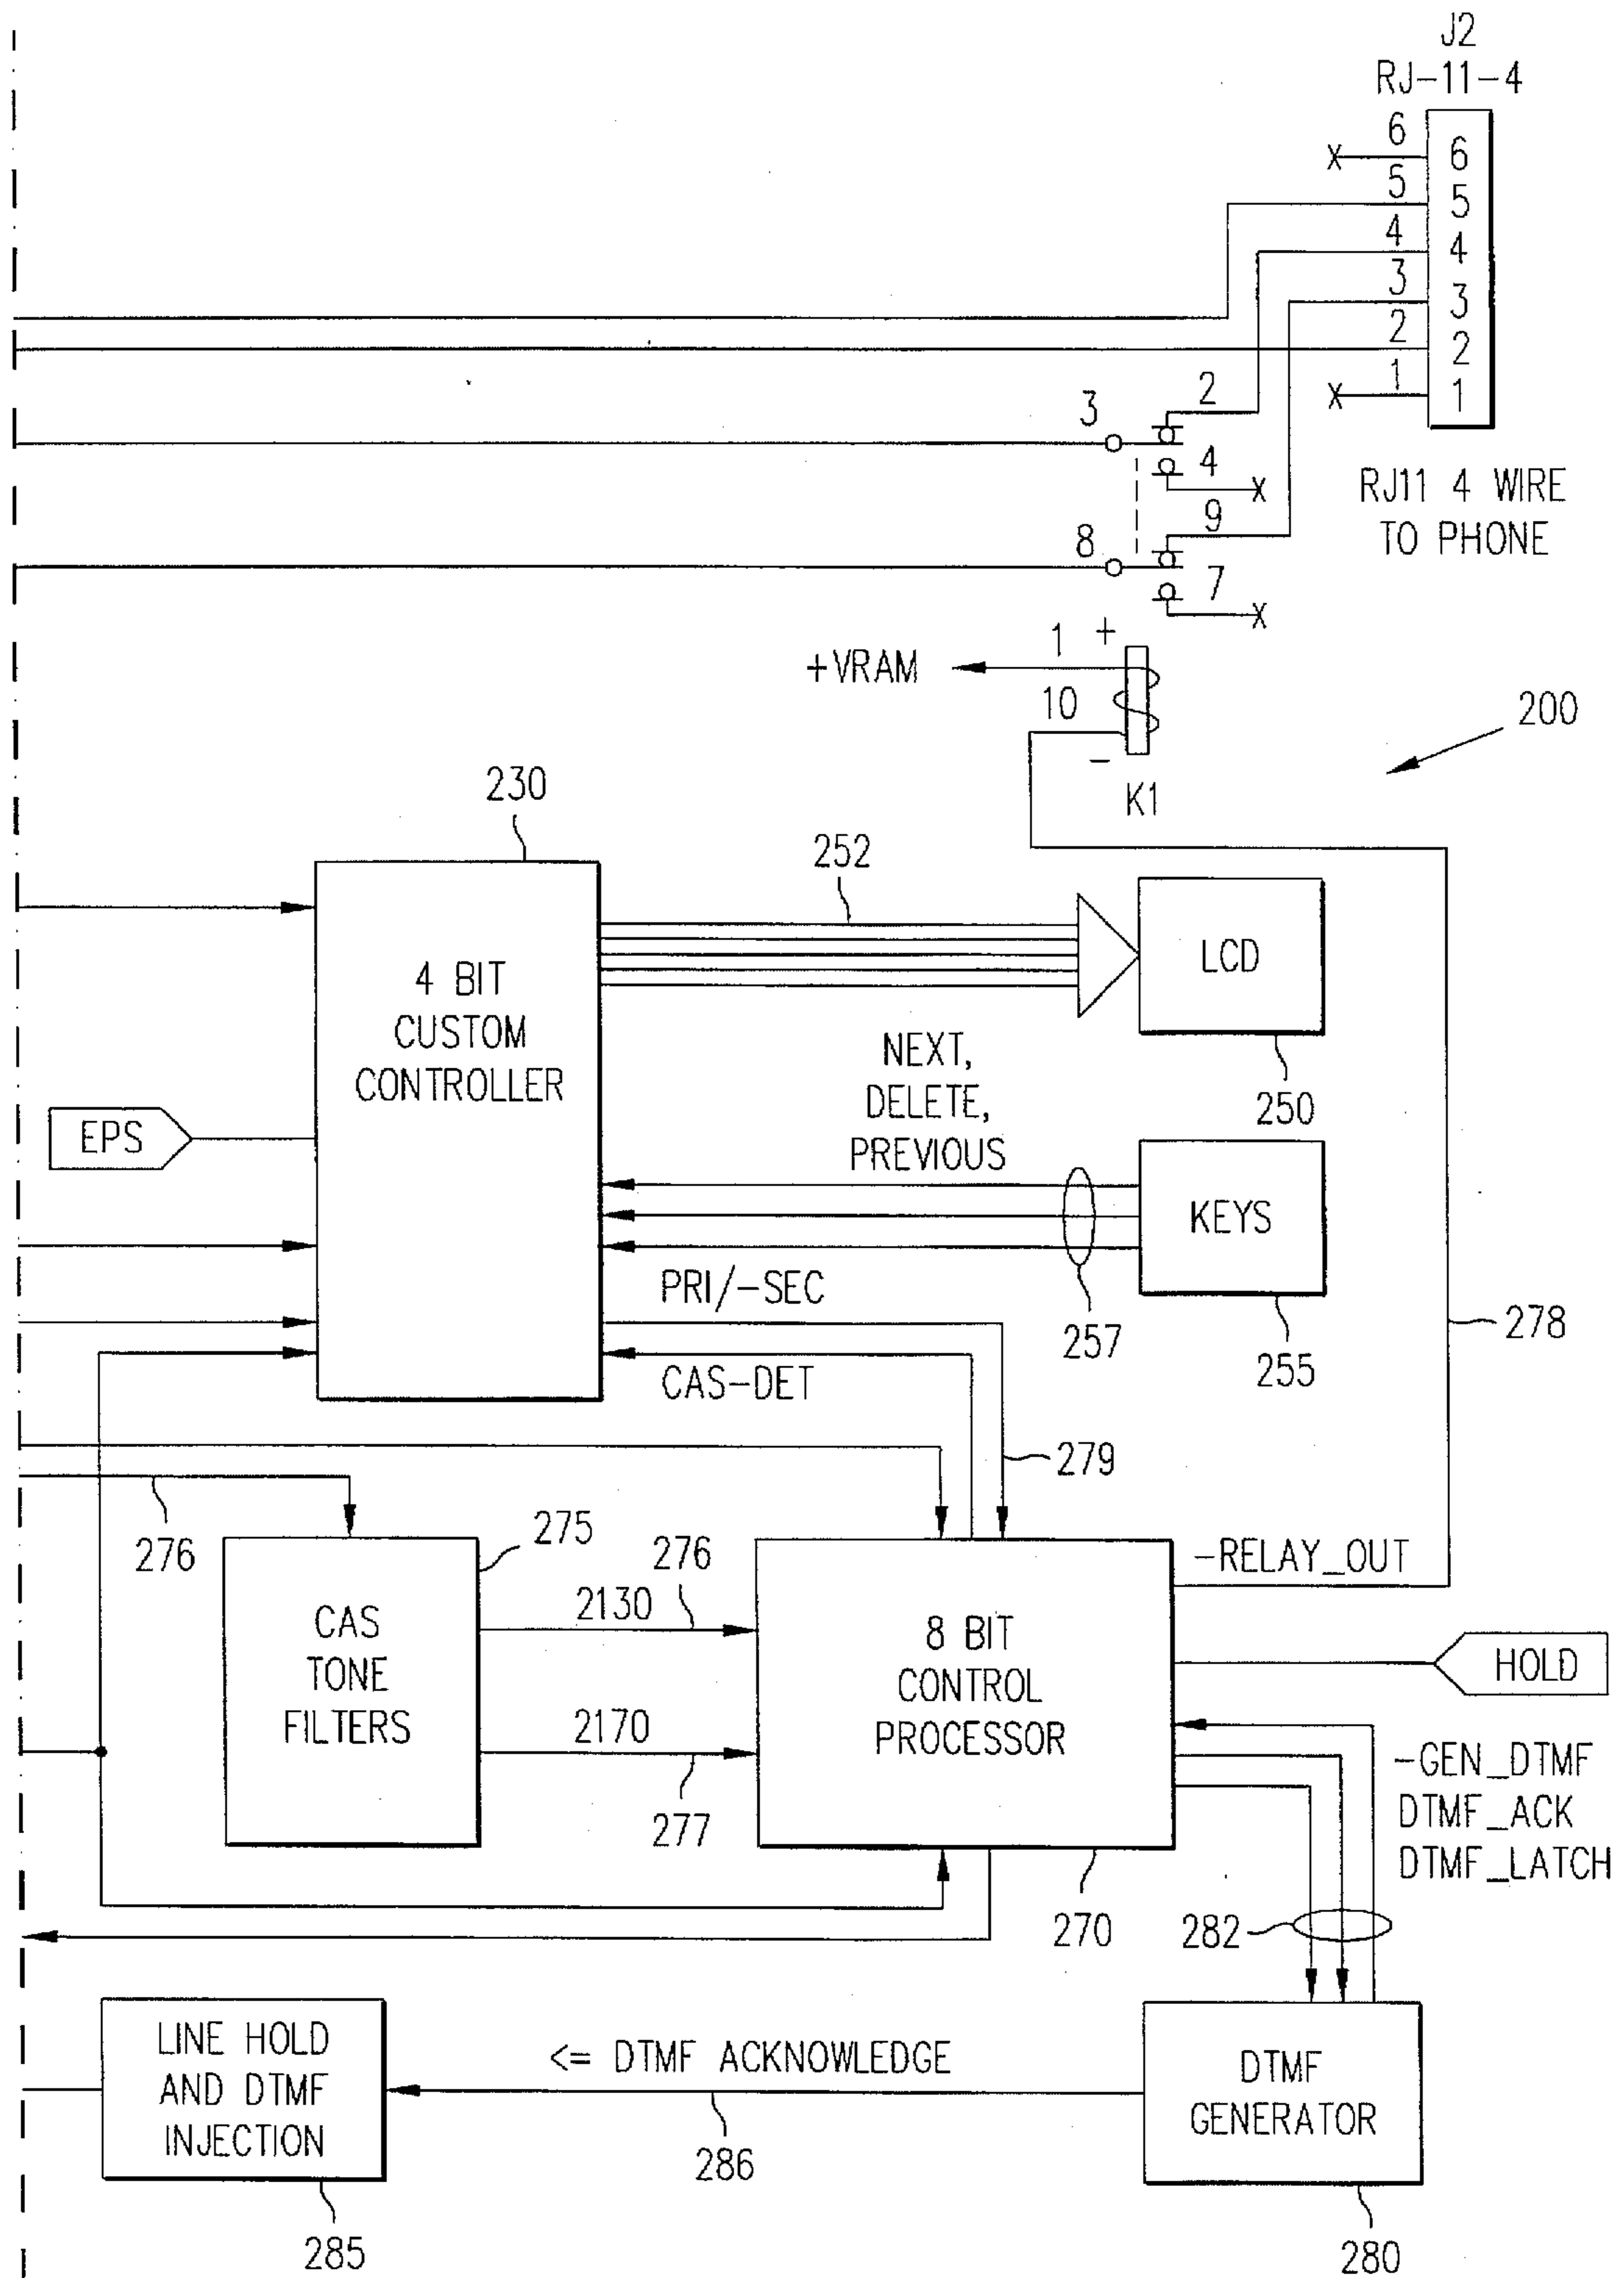 J2
RJ-11-4
6
6
5
5
4
4
3
3
2
2
1
1
3
2
4
8
9
7
RJ11 4 WIRE
TO PHONE
1 +
+VRAM
10
-
K1
200
230
252
4 BIT
CUSTOM
CONTROLLER
LCD
250
EPS
NEXT,
DELETE,
PREVIOUS
KEYS
257
255
PRI/-SEC
CAS-DET
278
279
276
275
CAS
TONE
FILTERS
2130
276
2170
277
8 BIT
CONTROL
PROCESSOR
270
-RELAY_OUT
HOLD
-GEN_DTMF
DTMF_ACK
DTMF_LATCH
282
LINE HOLD
AND DTMF
INJECTION
285
<= DTMF ACKNOWLEDGE
286
DTMF
GENERATOR
280